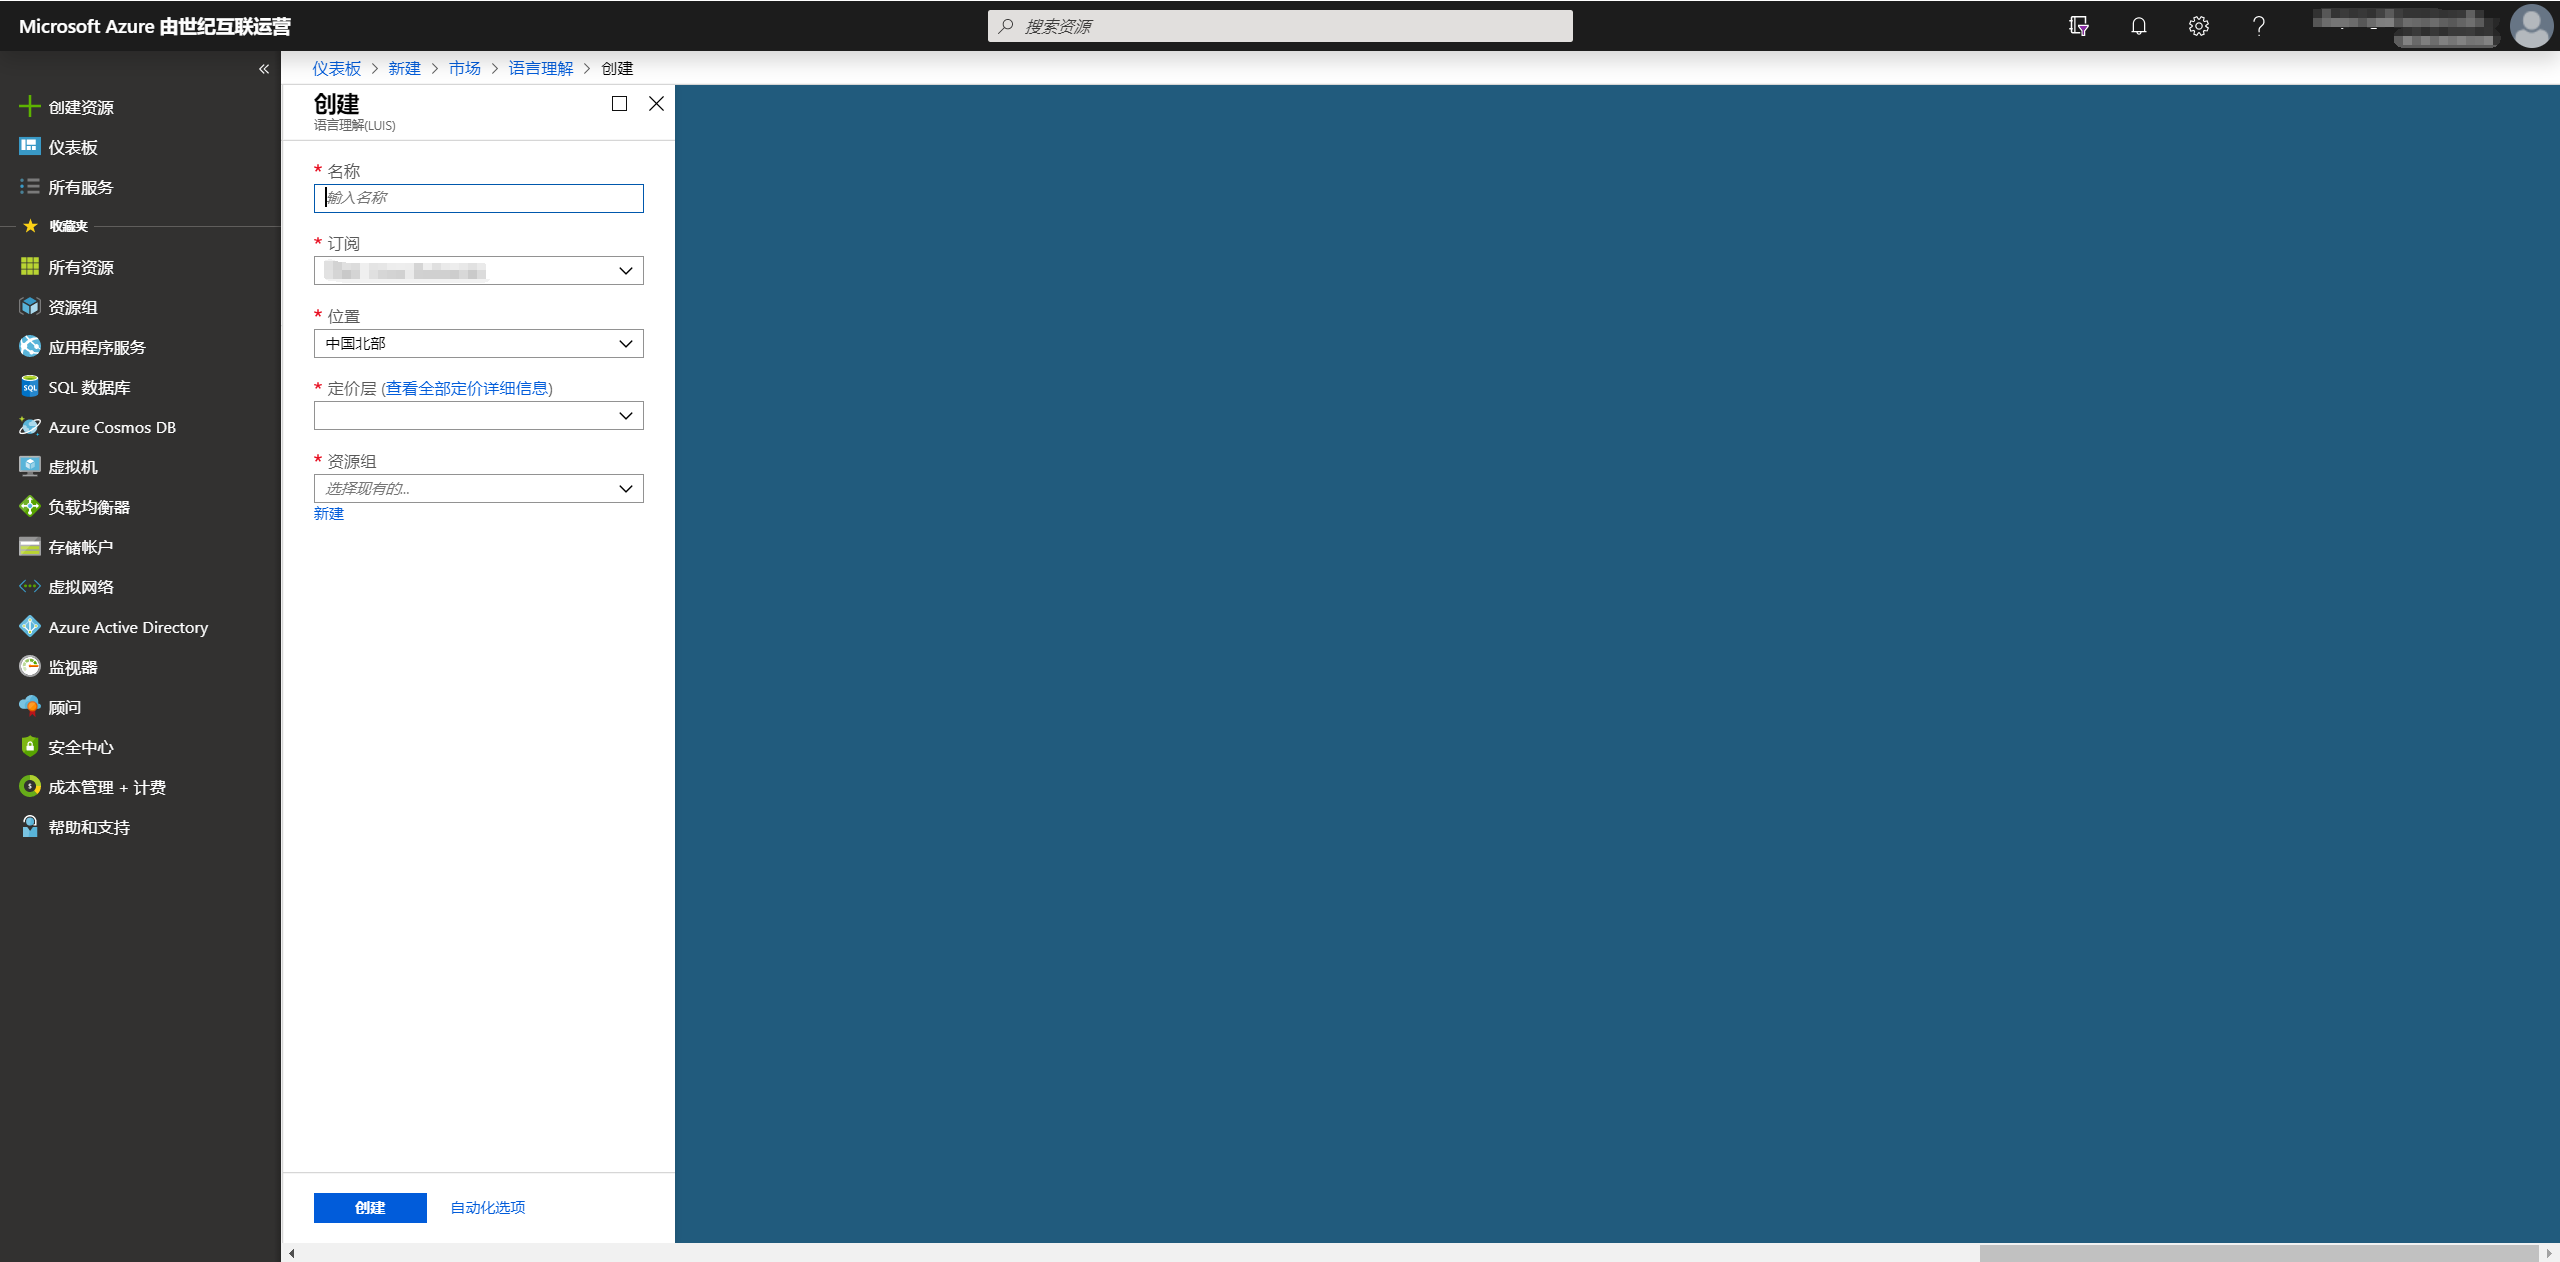 Microsoft Azure 由世纪互联运营
搜索资源
仪表板 > 新建 > 市场 > 语言理解 > 创建
创建资源
仪表板
所有服务
收藏夹
所有资源
资源组
应用程序服务
SQL 数据库
Azure Cosmos DB
虚拟机
负载均衡器
存储帐户
虚拟网络
Azure Active Directory
监视器
顾问
安全中心
成本管理 + 计费
帮助和支持
创建
语言理解(LUIS)
* 名称
输入名称
* 订阅
* 位置
中国北部
* 定价层 (查看全部定价详细信息)
* 资源组
选择现有的...
新建
创建
自动化选项